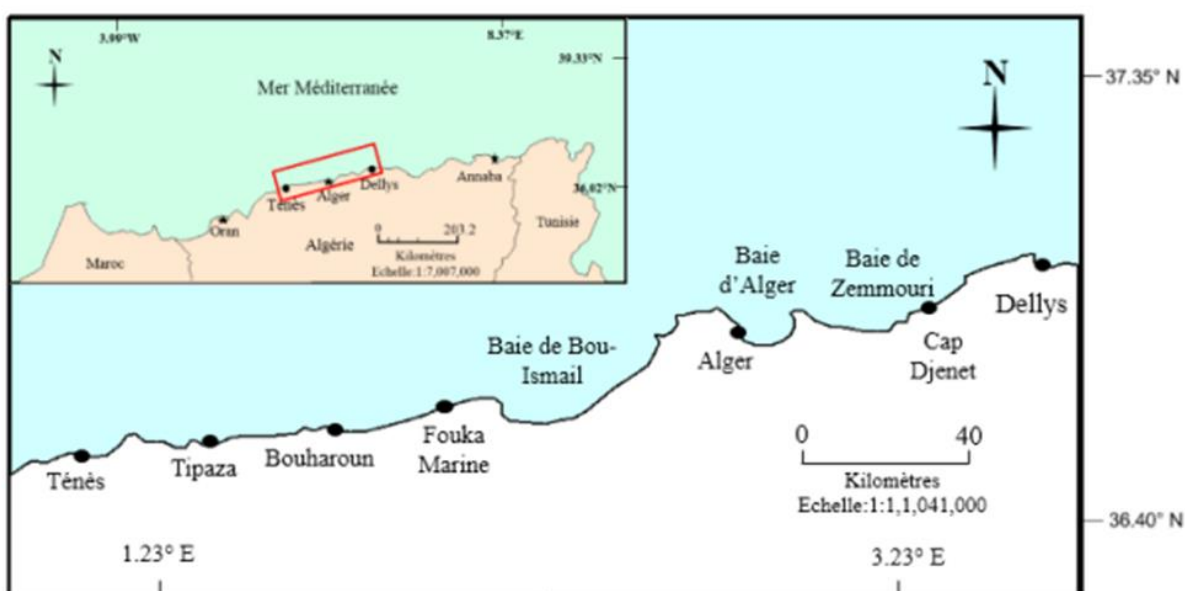 3.99°W
8.37°E
N
39.33°N
Mer Méditerranée
36.02°N
Ténès
Alger
Dellys
Annaba
Oran
Tunisie
Algérie
0 203.2
Kilomètres
Echelle:1:7,007,000
Maroc
N
37.35° N
Baie
d’Alger
Baie de
Zemmouri
Dellys
Baie de Bou-
Ismail
Alger
Cap
Djenet
Fouka
Marine
Bouharoun
Tipaza
Ténès
0 40
Kilomètres
Echelle:1:1,1,041,000
36.40° N
1.23° E
3.23° E